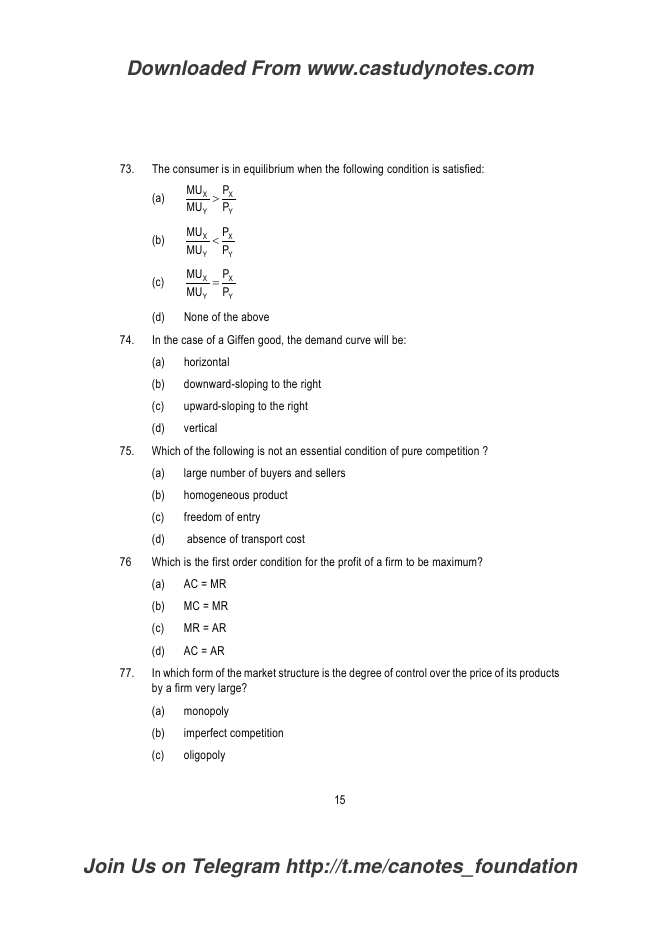 Downloaded From www.castudynotes.com
73. The consumer is in equilibrium when the following condition is satisfied:
(a) MUX/MUY > PX/PY
(b) MUX/MUY < PX/PY
(c) MUX/MUY = PX/PY
(d) None of the above
74. In the case of a Giffen good, the demand curve will be:
(a) horizontal
(b) downward-sloping to the right
(c) upward-sloping to the right
(d) vertical
75. Which of the following is not an essential condition of pure competition ?
(a) large number of buyers and sellers
(b) homogeneous product
(c) freedom of entry
(d) absence of transport cost
76 Which is the first order condition for the profit of a firm to be maximum?
(a) AC = MR
(b) MC = MR
(c) MR = AR
(d) AC = AR
77. In which form of the market structure is the degree of control over the price of its products
by a firm very large?
(a) monopoly
(b) imperfect competition
(c) oligopoly
15
Join Us on Telegram http://t.me/canotes_foundation